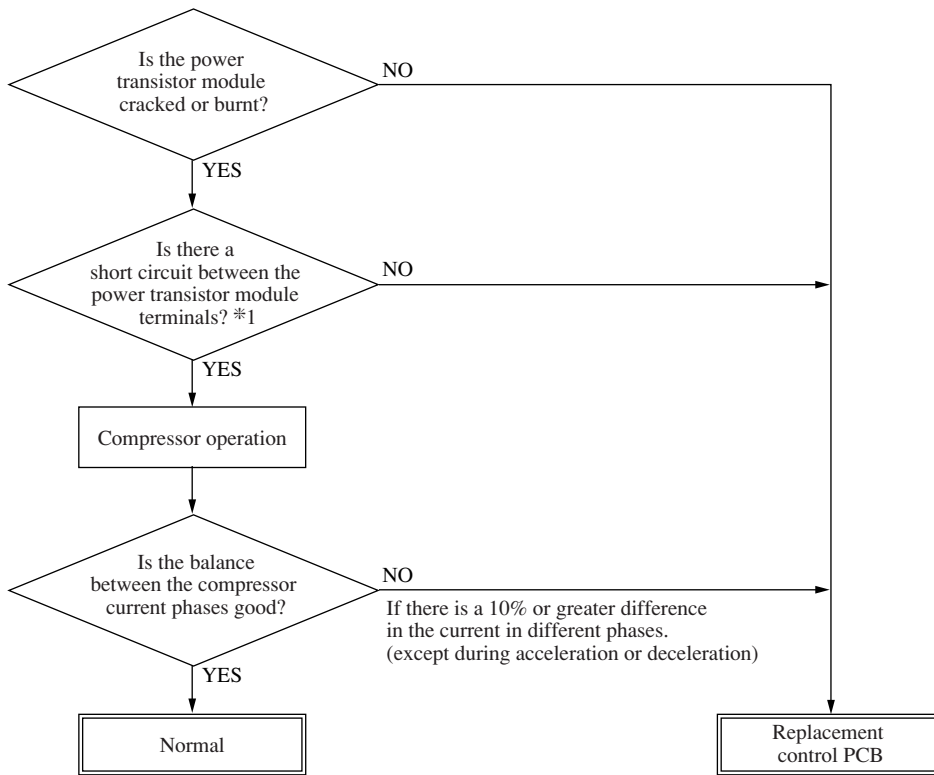 Is the power
transistor module
cracked or burnt?
NO
YES
Is there a
short circuit between the
power transistor module
terminals? *1
NO
YES
Compressor operation
Is the balance
between the compressor
current phases good?
NO
If there is a 10% or greater difference
in the current in different phases.
(except during acceleration or deceleration)
YES
Normal
Replacement
control PCB